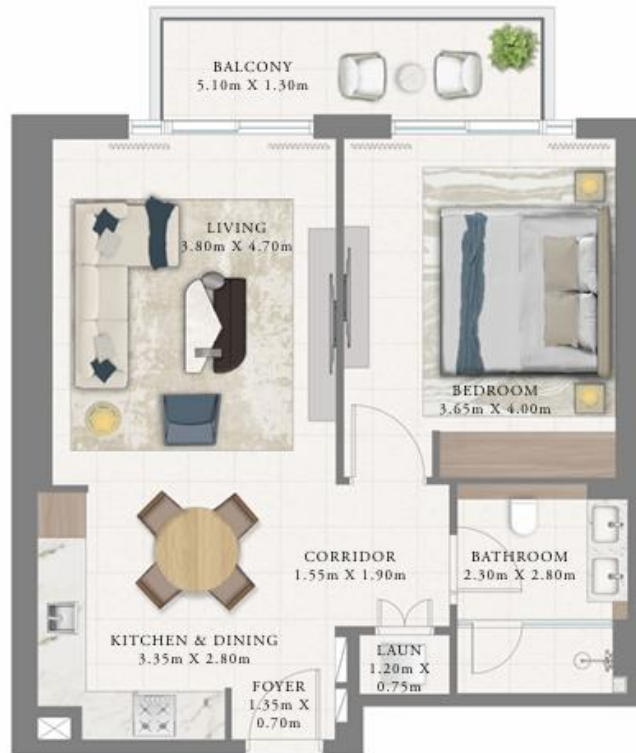 BALCONY
5.10m X 1.30m
LIVING
3.80m X 4.70m
BEDROOM
3.65m X 4.00m
CORRIDOR
1.55m X 1.90m
BATHROOM
2.30m X 2.80m
KITCHEN & DINING
3.35m X 2.80m
LAUN
1.20m X
0.75m
FOYER
1.35m X
0.70m